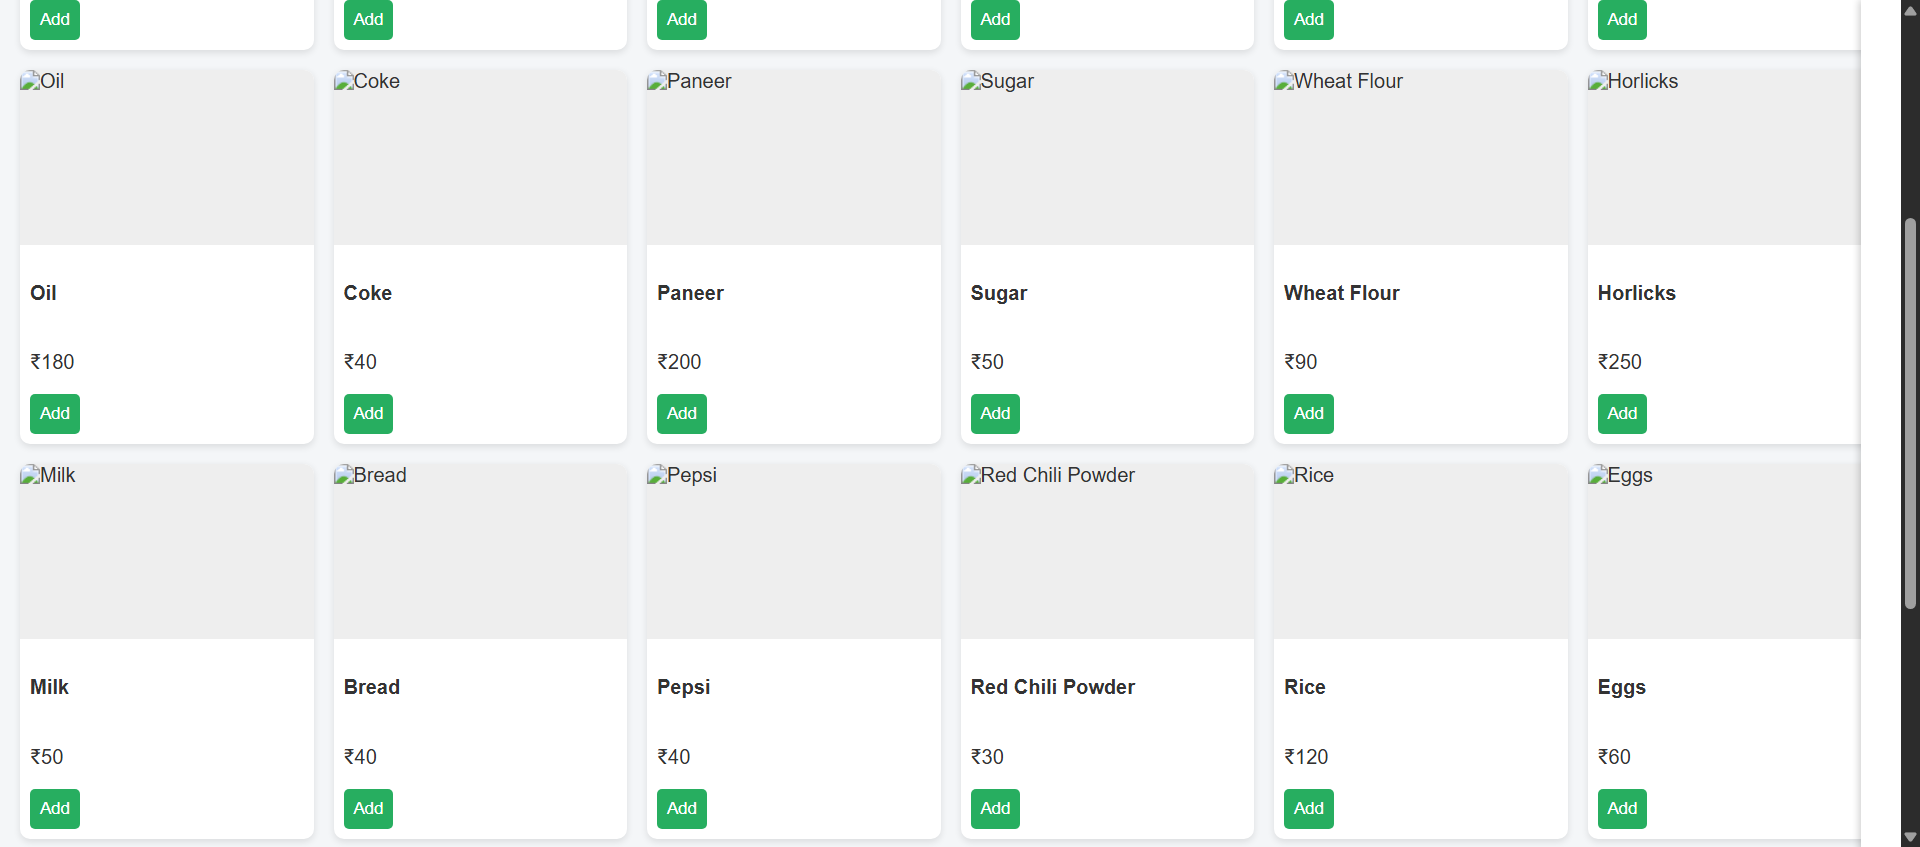 Add Add Add Add Add Add
Oil Coke Paneer Sugar Wheat Flour Horlicks
Oil Coke Paneer Sugar Wheat Flour Horlicks
₹180 ₹40 ₹200 ₹50 ₹90 ₹250
Add Add Add Add Add Add
Milk Bread Pepsi Red Chili Powder Rice Eggs
Milk Bread Pepsi Red Chili Powder Rice Eggs
₹50 ₹40 ₹40 ₹30 ₹120 ₹60
Add Add Add Add Add Add